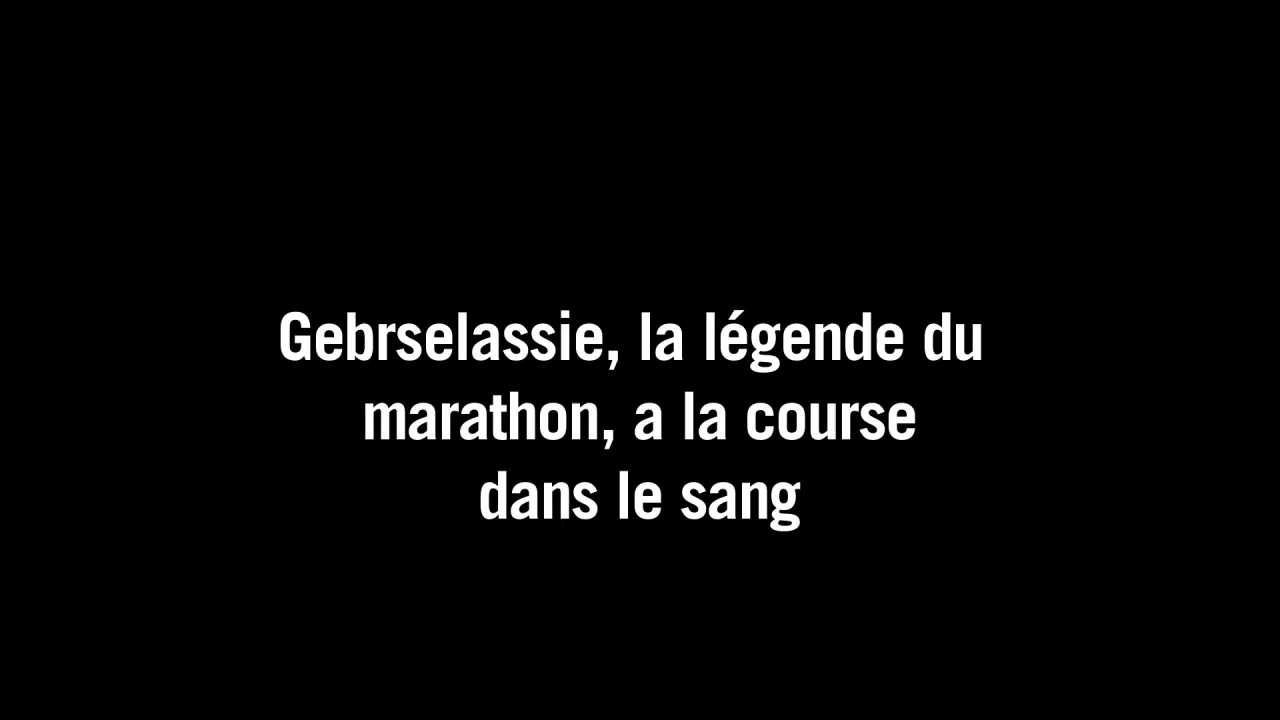 Gebrselassie, la légende du
marathon, a la course
dans le sang